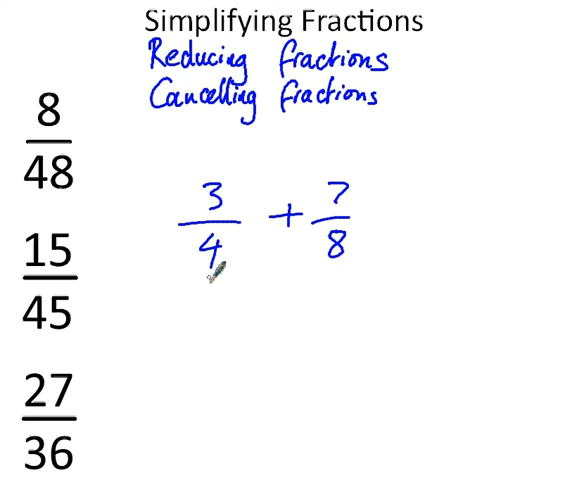 Simplifying Fractions
Reducing fractions
Cancelling fractions
8
48
15
45
27
36
3 + 7
4 8